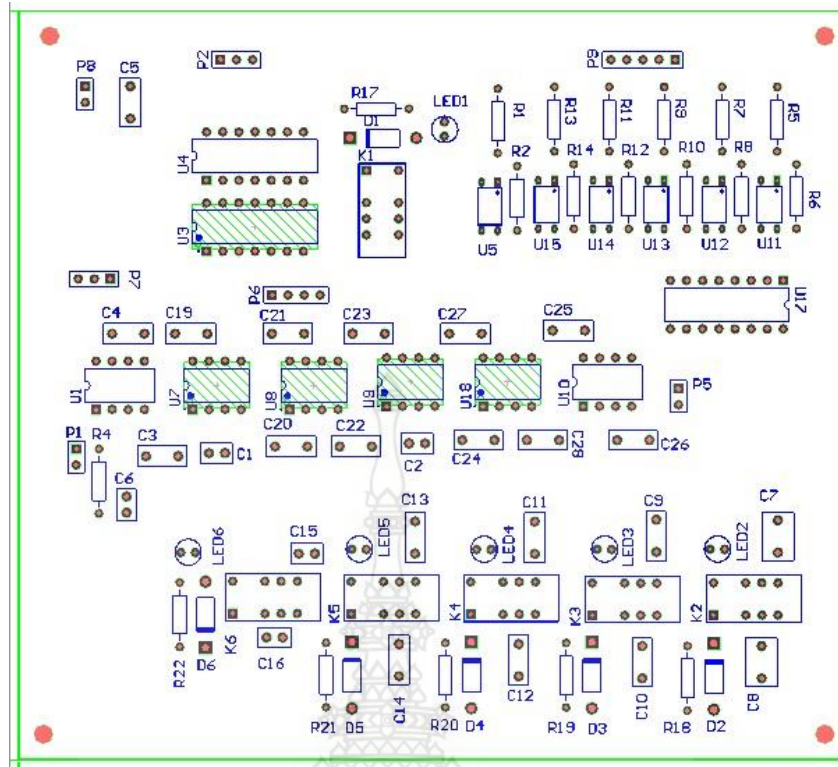 P2
P9
P8
C5
R17
LED1
R1
R13
R11
R9
R7
R5
D1
U4
K1
R2
R14
R12
R10
R8
R6
U3
U5
U15
U14
U13
U12
U11
P7
P6
U17
C4
C19
C21
C23
C27
C25
U1
U7
U8
U9
U18
U10
P5
P1
R4
C3
C1
C20
C22
C2
C24
C28
C26
C6
C13
C11
C9
C7
LED6
C15
LED5
LED4
LED3
LED2
K6
K5
K4
K3
K2
R22
D6
C16
C14
C12
C10
C8
R21
D5
R20
D4
R19
D3
R18
D2